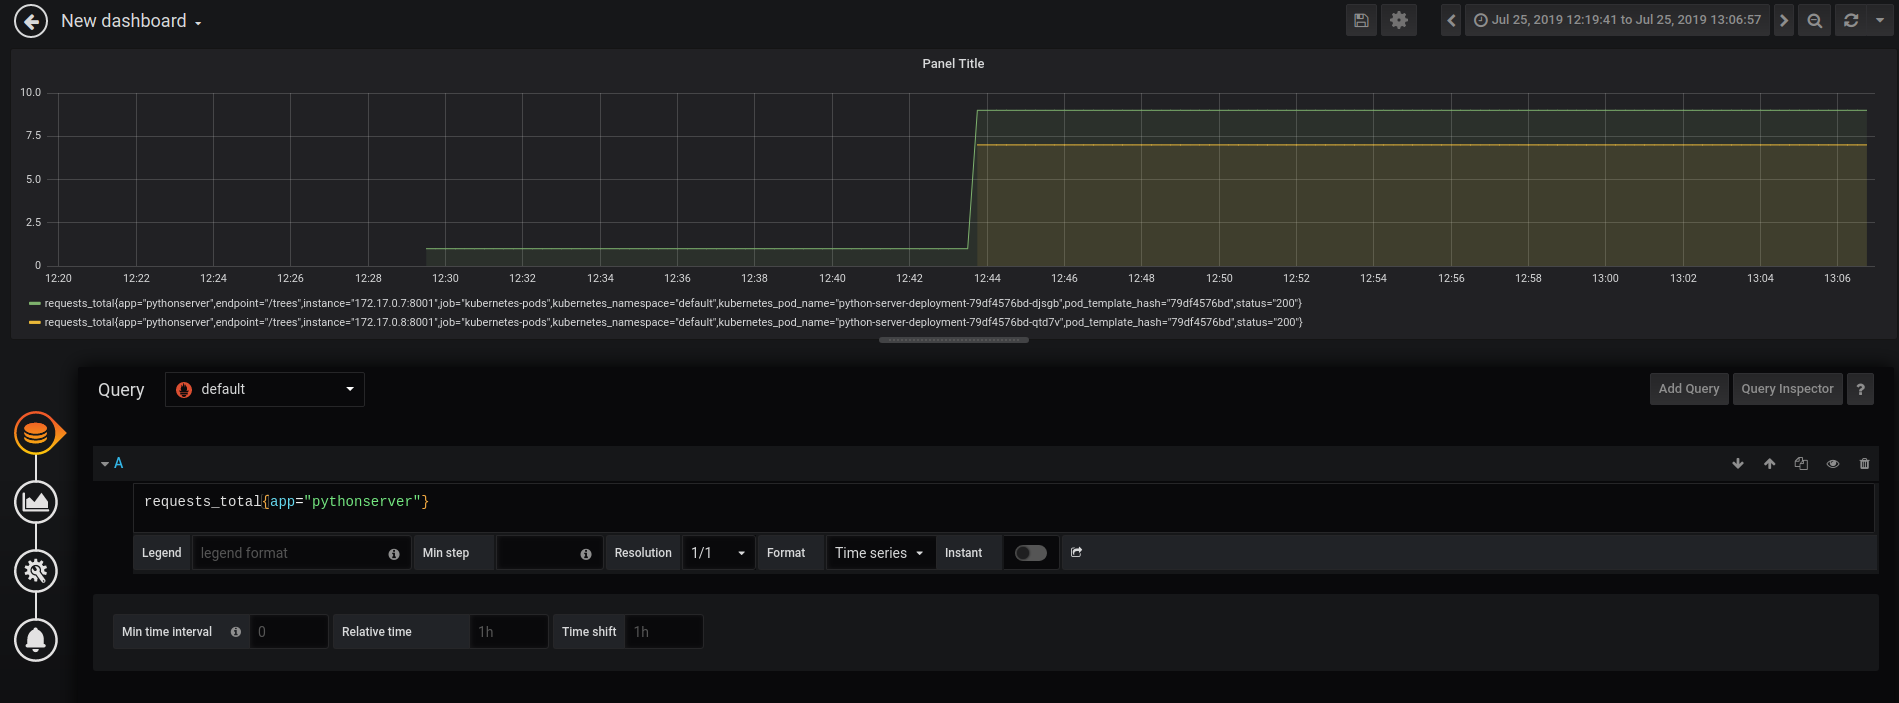 New dashboard
Jul 25, 2019 12:19:41 to Jul 25, 2019 13:06:57
Panel Title
10.0
7.5
5.0
2.5
0
12:20 12:22 12:24 12:26 12:28 12:30 12:32 12:34 12:36 12:38 12:40 12:42 12:44 12:46 12:48 12:50 12:52 12:54 12:56 12:58 13:00 13:02 13:04 13:06
requests_total{app="pythonserver",endpoint="/trees",instance="172.17.0.7:8001",job="kubernetes-pods",kubernetes_namespace="default",kubernetes_pod_name="python-server-deployment-79df4576bd-djsgb",pod_template_hash="79df4576bd",status="200"}
requests_total{app="pythonserver",endpoint="/trees",instance="172.17.0.8:8001",job="kubernetes-pods",kubernetes_namespace="default",kubernetes_pod_name="python-server-deployment-79df4576bd-qtd7v",pod_template_hash="79df4576bd",status="200"}
Query default Add Query Query Inspector ?
A
requests_total{app="pythonserver"}
Legend legend format Min step Resolution 1/1 Format Time series Instant
Min time interval 0 Relative time 1h Time shift 1h